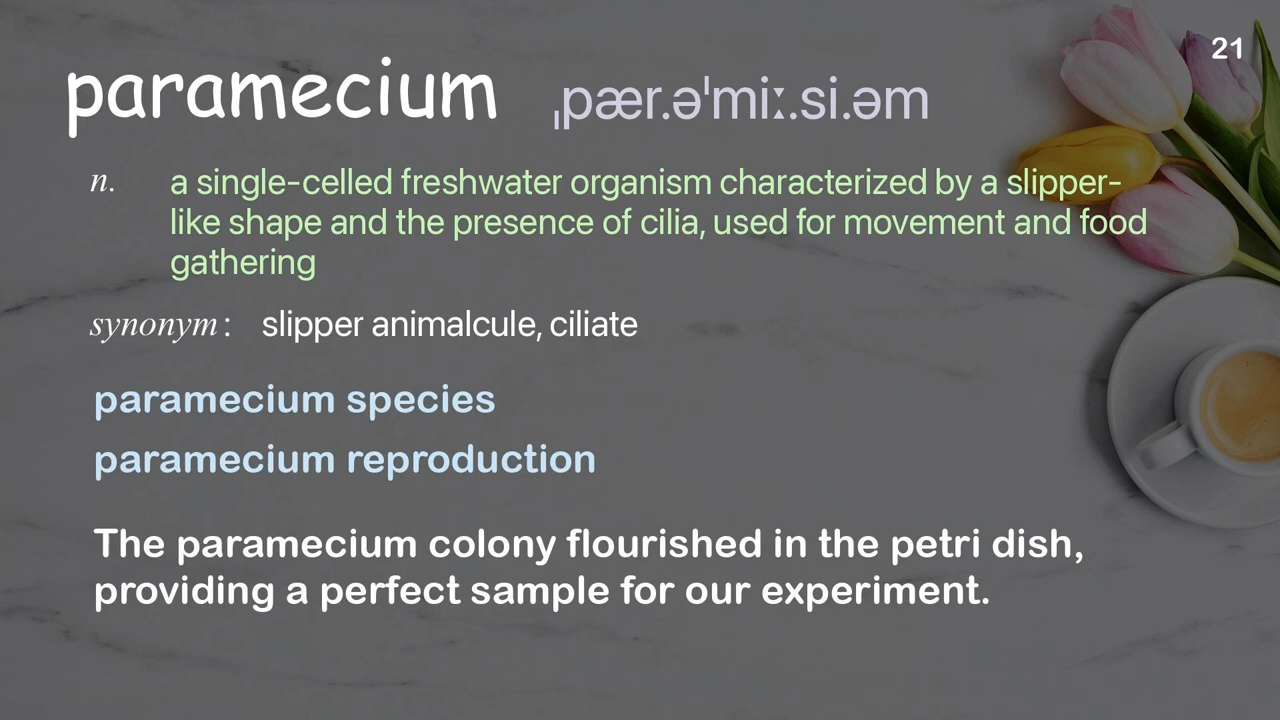 21
paramecium ˌpær.əˈmiː.si.əm
n. a single-celled freshwater organism characterized by a slipper-
like shape and the presence of cilia, used for movement and food
gathering
synonym: slipper animalcule, ciliate
paramecium species
paramecium reproduction
The paramecium colony flourished in the petri dish,
providing a perfect sample for our experiment.